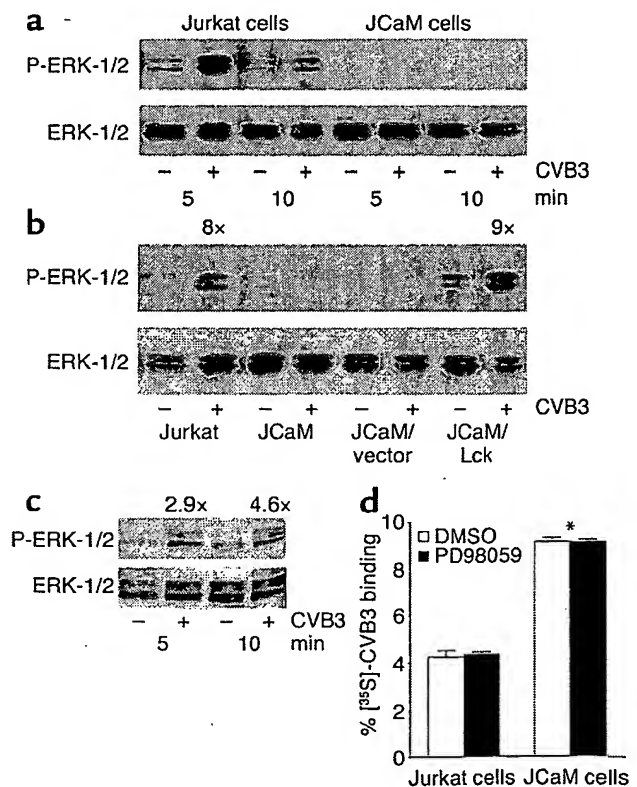 a
Jurkat cells JCaM cells
P-ERK-1/2
ERK-1/2
− + − + − + − + CVB3
5 10 5 10 min
b
8× 9×
P-ERK-1/2
ERK-1/2
− + − + − + − + CVB3
Jurkat JCaM JCaM/ JCaM/
vector Lck
c
2.9× 4.6×
P-ERK-1/2
ERK-1/2
− + − + CVB3
5 10 min
d
% [³⁵S]-CVB3 binding
10
8
6
4
2
0
DMSO
PD98059
*
Jurkat cells JCaM cells